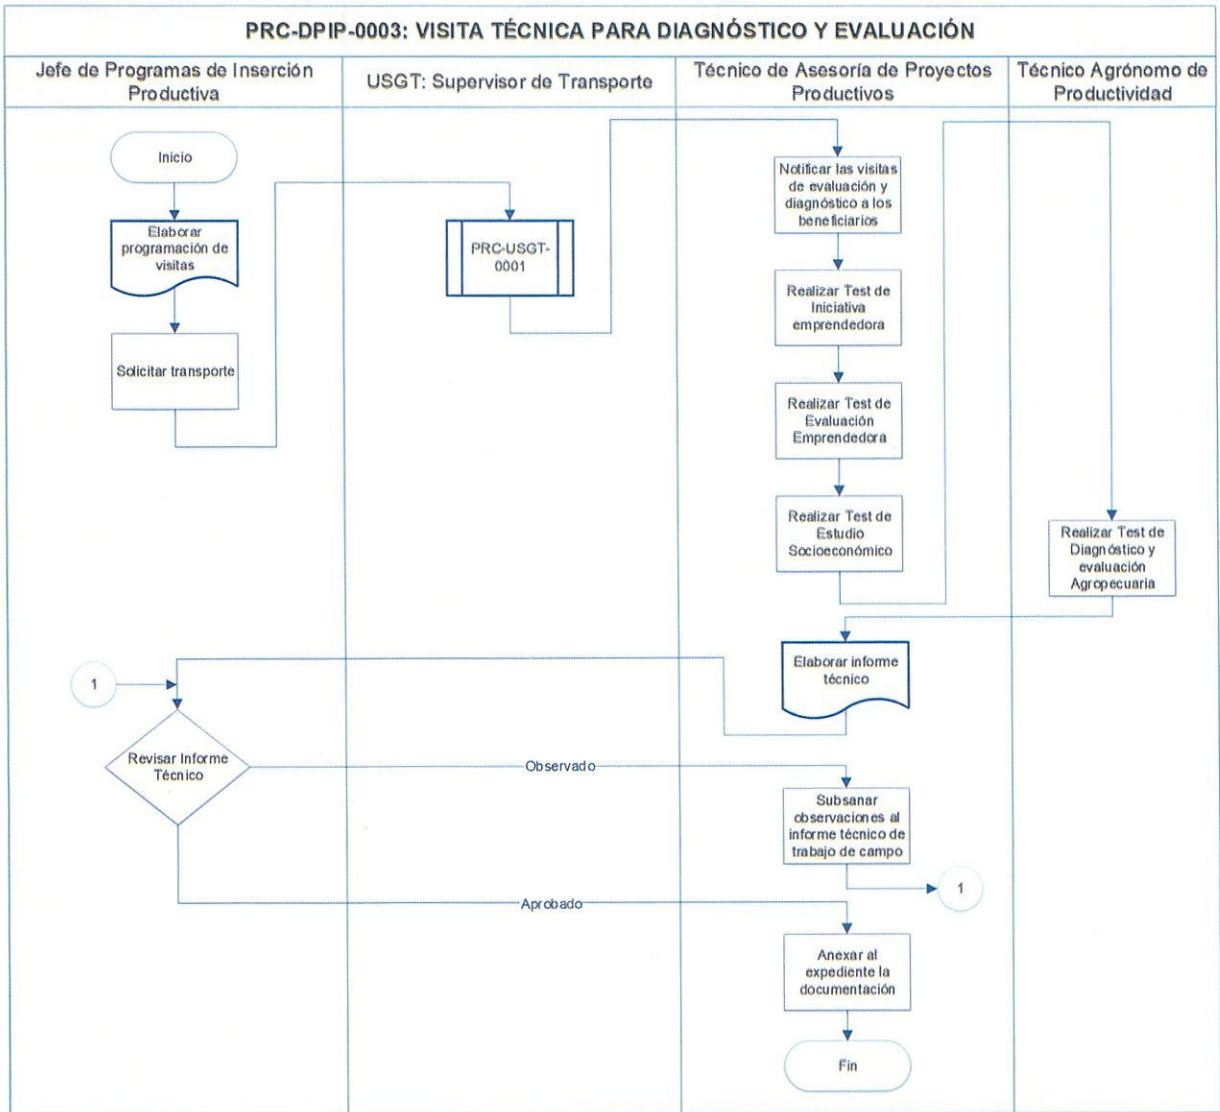 PRC-DPIP-0003: VISITA TÉCNICA PARA DIAGNÓSTICO Y EVALUACIÓN
Jefe de Programas de Inserción
Productiva
USGT: Supervisor de Transporte
Técnico de Asesoría de Proyectos
Productivos
Técnico Agrónomo de
Productividad
Inicio
Elaborar
programación de
visitas
Solicitar transporte
PRC-USGT-
0001
Notificar las visitas
de evaluación y
diagnóstico a los
beneficiarios
Realizar Test de
Iniciativa
emprendedora
Realizar Test de
Evaluación
Emprendedora
Realizar Test de
Estudio
Socioeconómico
Realizar Test de
Diagnóstico y
evaluación
Agropecuaria
Elaborar informe
técnico
1
Revisar Informe
Técnico
Observado
Subsanar
observaciones al
informe técnico de
trabajo de campo
1
Aprobado
Anexar al
expediente la
documentación
Fin